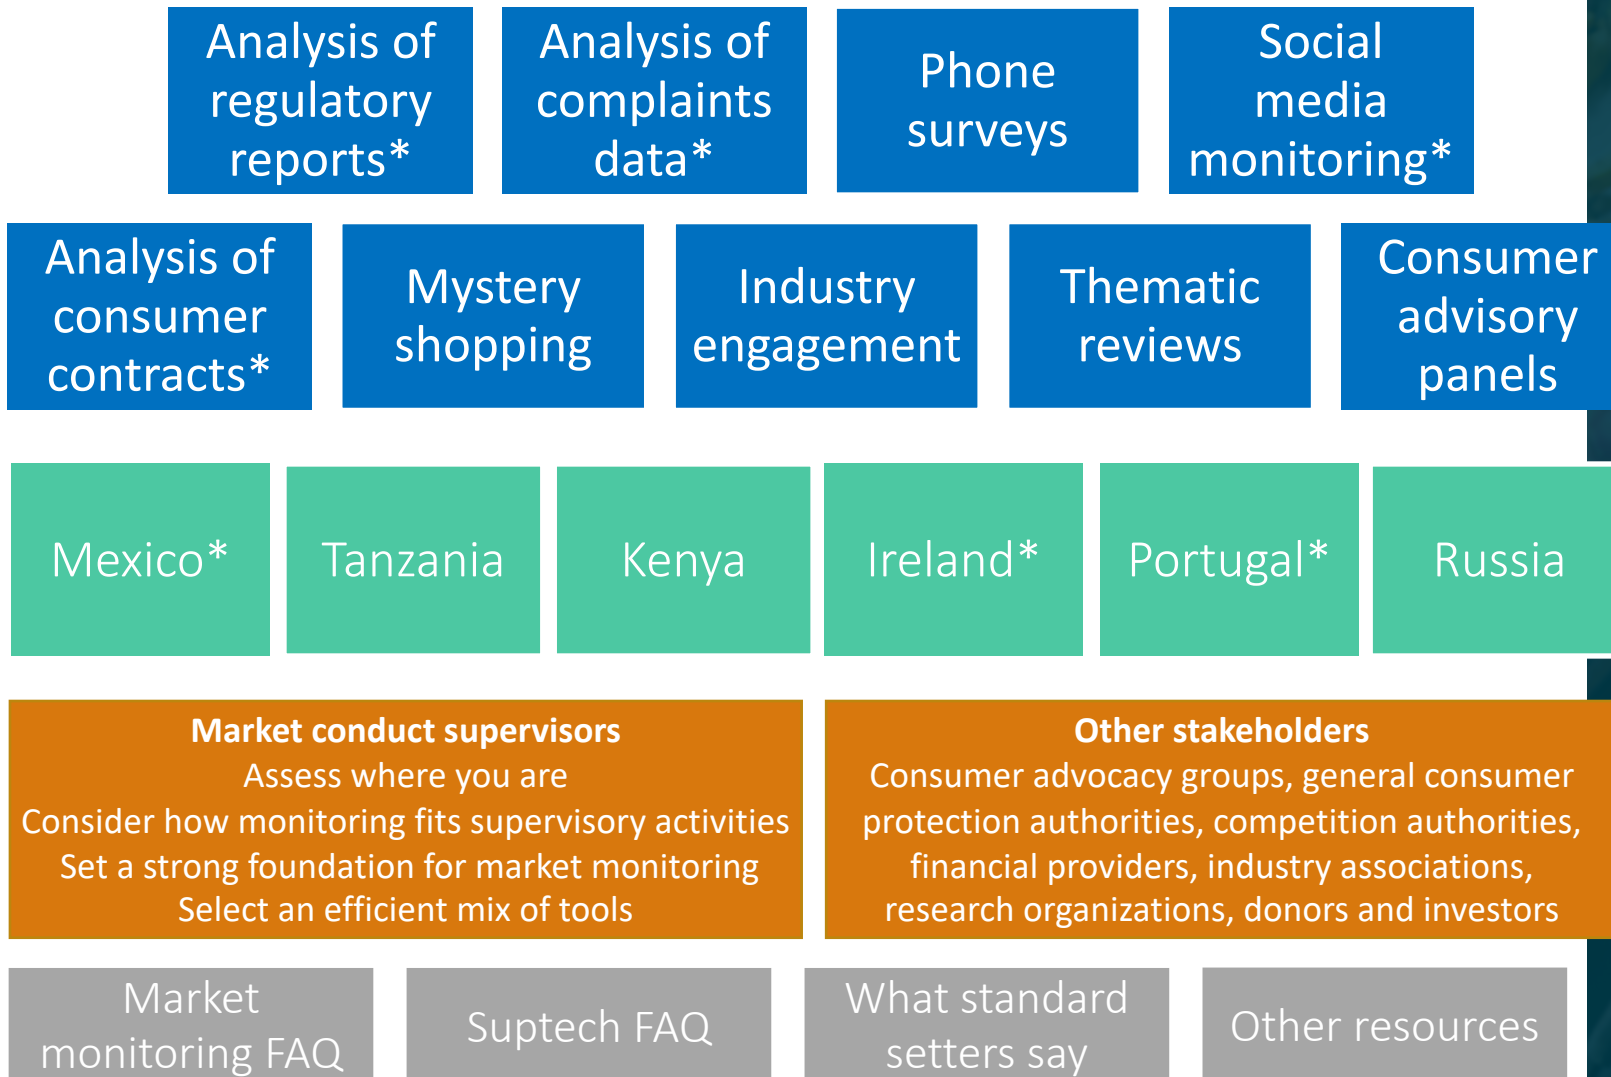 Analysis of
regulatory
reports*
Analysis of
complaints
data*
Phone
surveys
Social
media
monitoring*
Analysis of
consumer
contracts*
Mystery
shopping
Industry
engagement
Thematic
reviews
Consumer
advisory
panels
Mexico*
Tanzania
Kenya
Ireland*
Portugal*
Russia
Market conduct supervisors
Assess where you are
Consider how monitoring fits supervisory activities
Set a strong foundation for market monitoring
Select an efficient mix of tools
Other stakeholders
Consumer advocacy groups, general consumer
protection authorities, competition authorities,
financial providers, industry associations,
research organizations, donors and investors
Market
monitoring FAQ
Suptech FAQ
What standard
setters say
Other resources